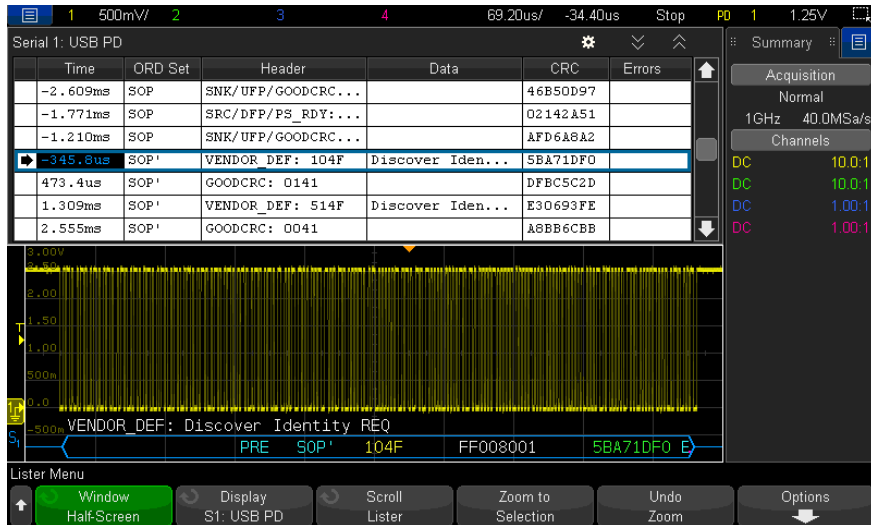 1 500mV/ 2 3 4 69.20us/ -34.40us Stop PD 1 1.25V
Serial 1: USB PD
Summary
Time ORD Set Header Data CRC Errors
-2.609ms SOP SNK/UFP/GOODCRC... 46B50D97
-1.771ms SOP SRC/DFP/PS_RDY:... 02142A51
-1.210ms SOP SNK/UFP/GOODCRC... AFD6A8A2
-345.8us SOP' VENDOR_DEF: 104F Discover Iden... 5BA71DF0
473.4us SOP' GOODCRC: 0141 DFBC5C2D
1.309ms SOP' VENDOR_DEF: 514F Discover Iden... E30693FE
2.555ms SOP' GOODCRC: 0041 A8BB6CBB
Acquisition
Normal
1GHz 40.0MSa/s
Channels
DC 10.0:1
DC 10.0:1
DC 1.00:1
DC 1.00:1
3.00V
2.50
2.00
T
1.50
1.00
500m
0.0
-500m
VENDOR_DEF: Discover Identity REQ
S1
PRE SOP' 104F FF008001 5BA71DF0 E
Lister Menu
Window
Half-Screen
Display
S1: USB PD
Scroll
Lister
Zoom to
Selection
Undo
Zoom
Options